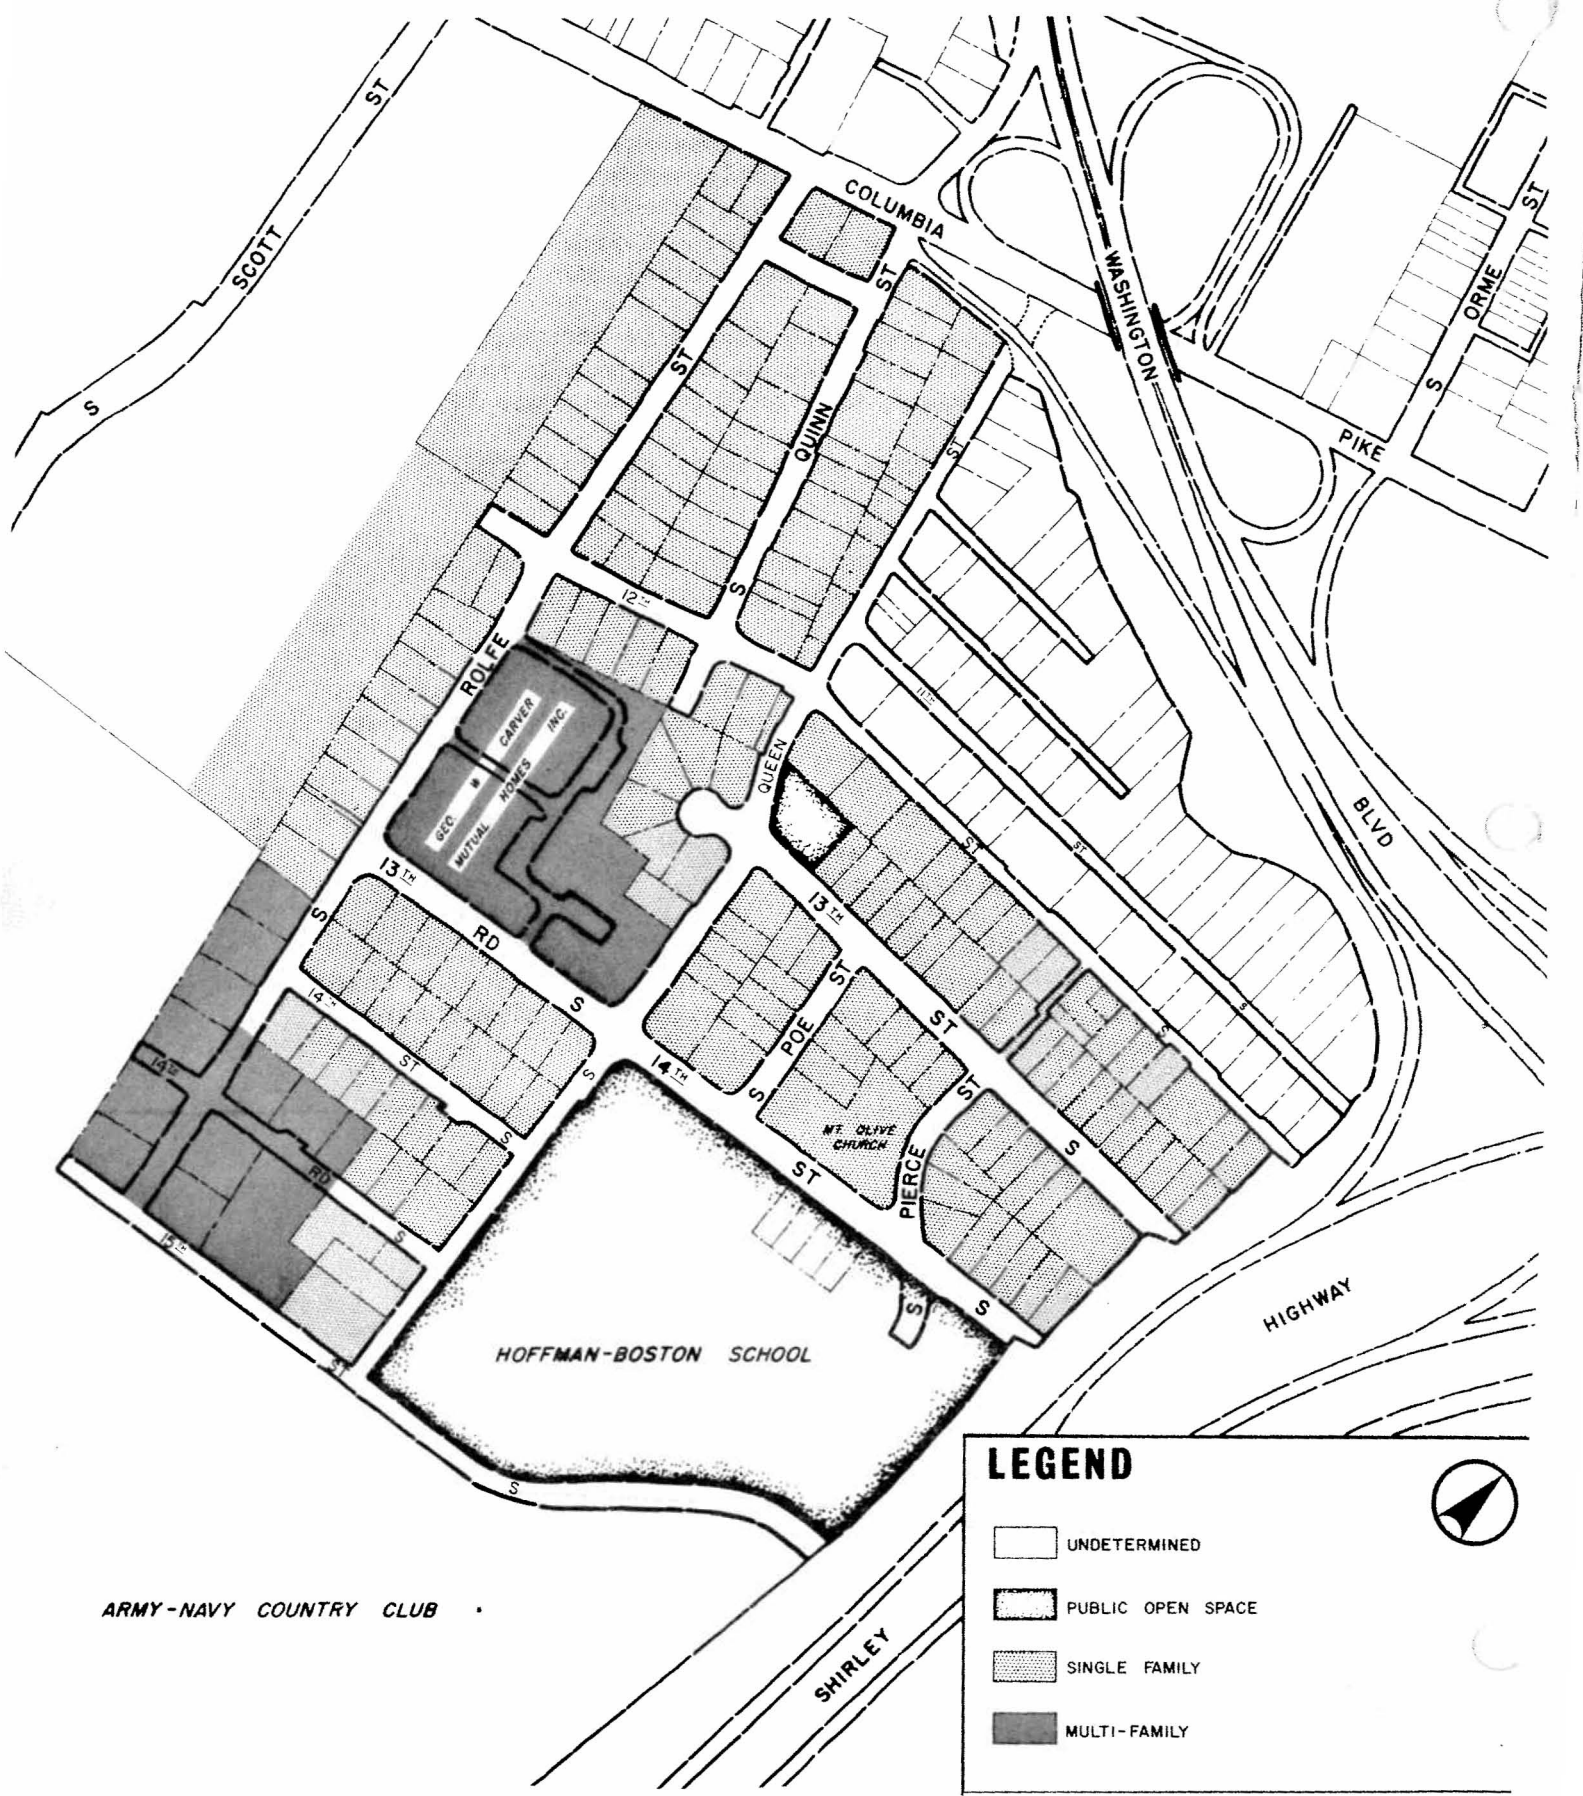 S SCOTT ST
COLUMBIA
PIKE
WASHINGTON
BLVD
S ORME ST
S ROLFE ST
S QUINN ST
ST
12TH
11TH
ST
S
QUEEN
ST
S
GEO. W CARVER
MUTUAL HOMES INC.
13TH
RD
S
13TH
ST
S
14TH
ST
S
14TH
ST
S
S POE ST
PIERCE ST
S
MT. OLIVE
CHURCH
14TH
RD
S
15TH
ST
S
S
HOFFMAN-BOSTON SCHOOL
ARMY-NAVY COUNTRY CLUB
SHIRLEY
HIGHWAY
LEGEND
UNDETERMINED
PUBLIC OPEN SPACE
SINGLE FAMILY
MULTI-FAMILY